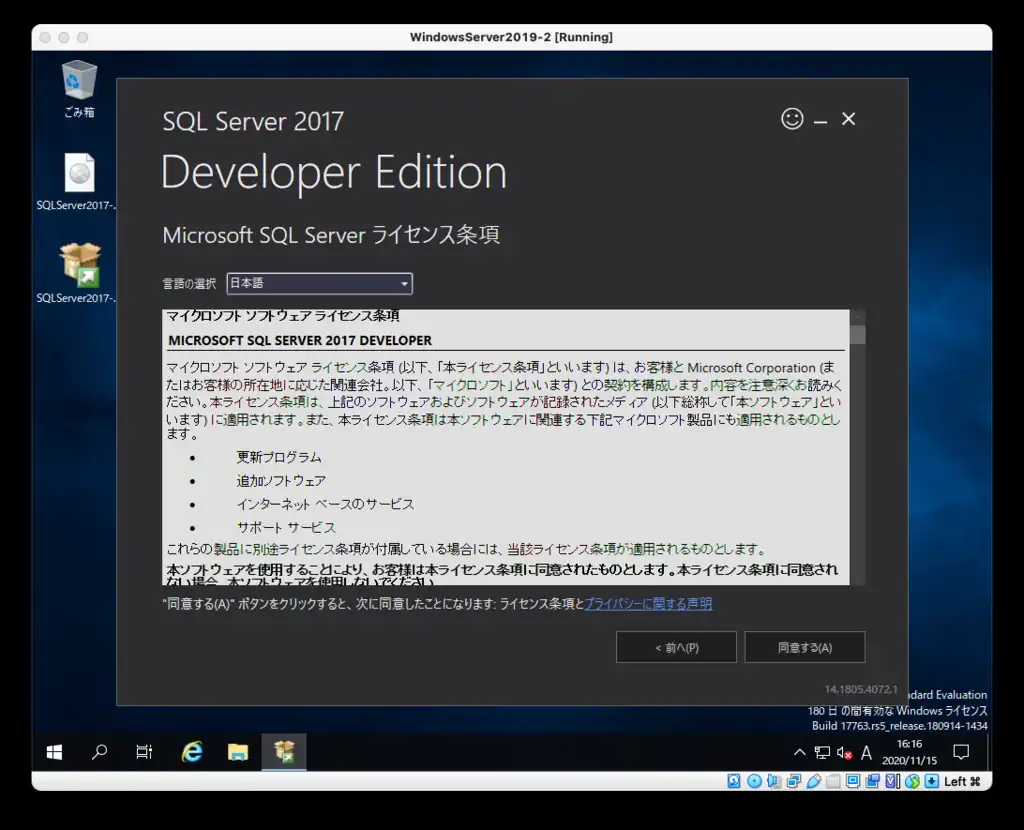 WindowsServer2019-2 [Running]
ごみ箱
SQLServer2017-.
SQLServer2017-.
SQL Server 2017
Developer Edition
Microsoft SQL Server ライセンス条項
言語の選択 日本語
マイクロソフト ソフトウェア ライセンス条項
MICROSOFT SQL SERVER 2017 DEVELOPER
マイクロソフト ソフトウェア ライセンス条項 (以下、「本ライセンス条項」といいます) は、お客様と Microsoft Corporation (ま
たはお客様の所在地に応じた関連会社。以下、「マイクロソフト」といいます) との契約を構成します。内容を注意深くお読みく
ださい。本ライセンス条項は、上記のソフトウェアおよびソフトウェアが記録されたメディア (以下総称して「本ソフトウェア」とい
います) に適用されます。また、本ライセンス条項は本ソフトウェアに関連する下記マイクロソフト製品にも適用されるものとし
ます。
• 更新プログラム
• 追加ソフトウェア
• インターネット ベースのサービス
• サポート サービス
これらの製品に別途ライセンス条項が付属している場合には、当該ライセンス条項が適用されるものとします。
本ソフトウェアを使用することにより、お客様は本ライセンス条項に同意されたものとします。本ライセンス条項に同意され
ない場合、本ソフトウェアを使用しないでください。
"同意する(A)" ボタンをクリックすると、次に同意したことになります: ライセンス条項とプライバシーに関する声明
< 前へ(P)
同意する(A)
14.1805.4072.1
dard Evaluation
180 日 の間有効な Windows ライセンス
Build 17763.rs5_release.180914-1434
A
16:16
2020/11/15
Left ⌘